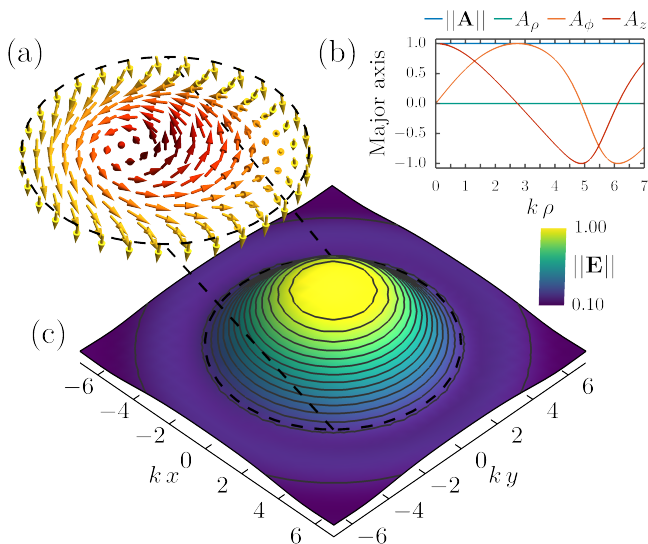 (a)
(b) ||A|| A_ρ A_ϕ A_z
Major axis
1.0
0.5
0.0
−0.5
−1.0
0 1 2 3 4 5 6 7
k ρ
1.00
||E||
0.10
(c)
−6 −4 −2 0 2 4 6
k x
−6 −4 −2 0 2 4 6
k y